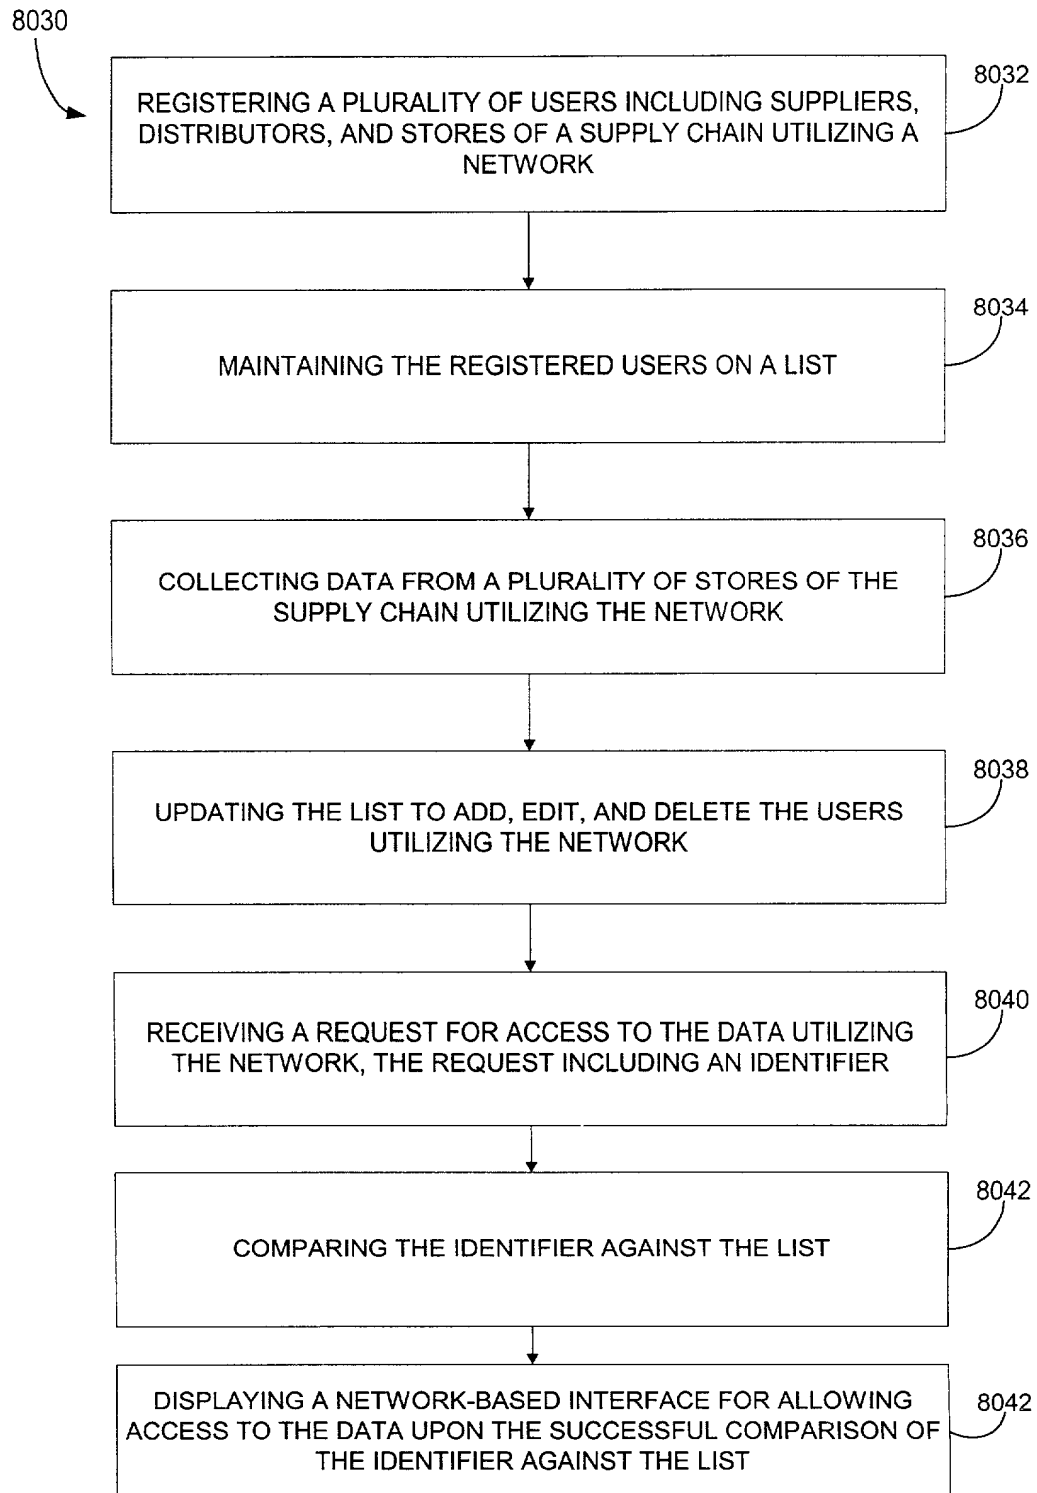 8030
8032
REGISTERING A PLURALITY OF USERS INCLUDING SUPPLIERS,
DISTRIBUTORS, AND STORES OF A SUPPLY CHAIN UTILIZING A
NETWORK
8034
MAINTAINING THE REGISTERED USERS ON A LIST
8036
COLLECTING DATA FROM A PLURALITY OF STORES OF THE
SUPPLY CHAIN UTILIZING THE NETWORK
8038
UPDATING THE LIST TO ADD, EDIT, AND DELETE THE USERS
UTILIZING THE NETWORK
8040
RECEIVING A REQUEST FOR ACCESS TO THE DATA UTILIZING
THE NETWORK, THE REQUEST INCLUDING AN IDENTIFIER
8042
COMPARING THE IDENTIFIER AGAINST THE LIST
8042
DISPLAYING A NETWORK-BASED INTERFACE FOR ALLOWING
ACCESS TO THE DATA UPON THE SUCCESSFUL COMPARISON OF
THE IDENTIFIER AGAINST THE LIST